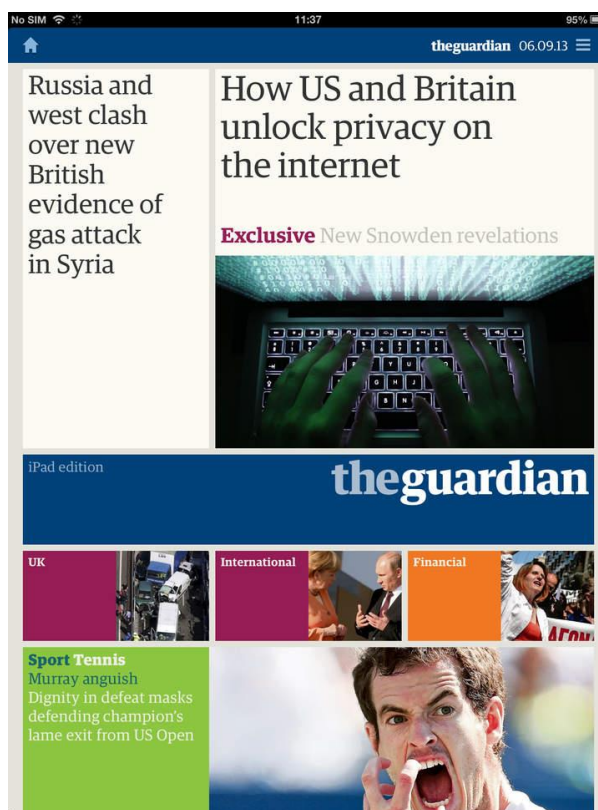 No SIM 11:37 95%
theguardian 06.09.13
Russia and
west clash
over new
British
evidence of
gas attack
in Syria
How US and Britain
unlock privacy on
the internet
Exclusive New Snowden revelations
iPad edition
theguardian
UK
International
Financial
Sport Tennis
Murray anguish
Dignity in defeat masks
defending champion's
lame exit from US Open